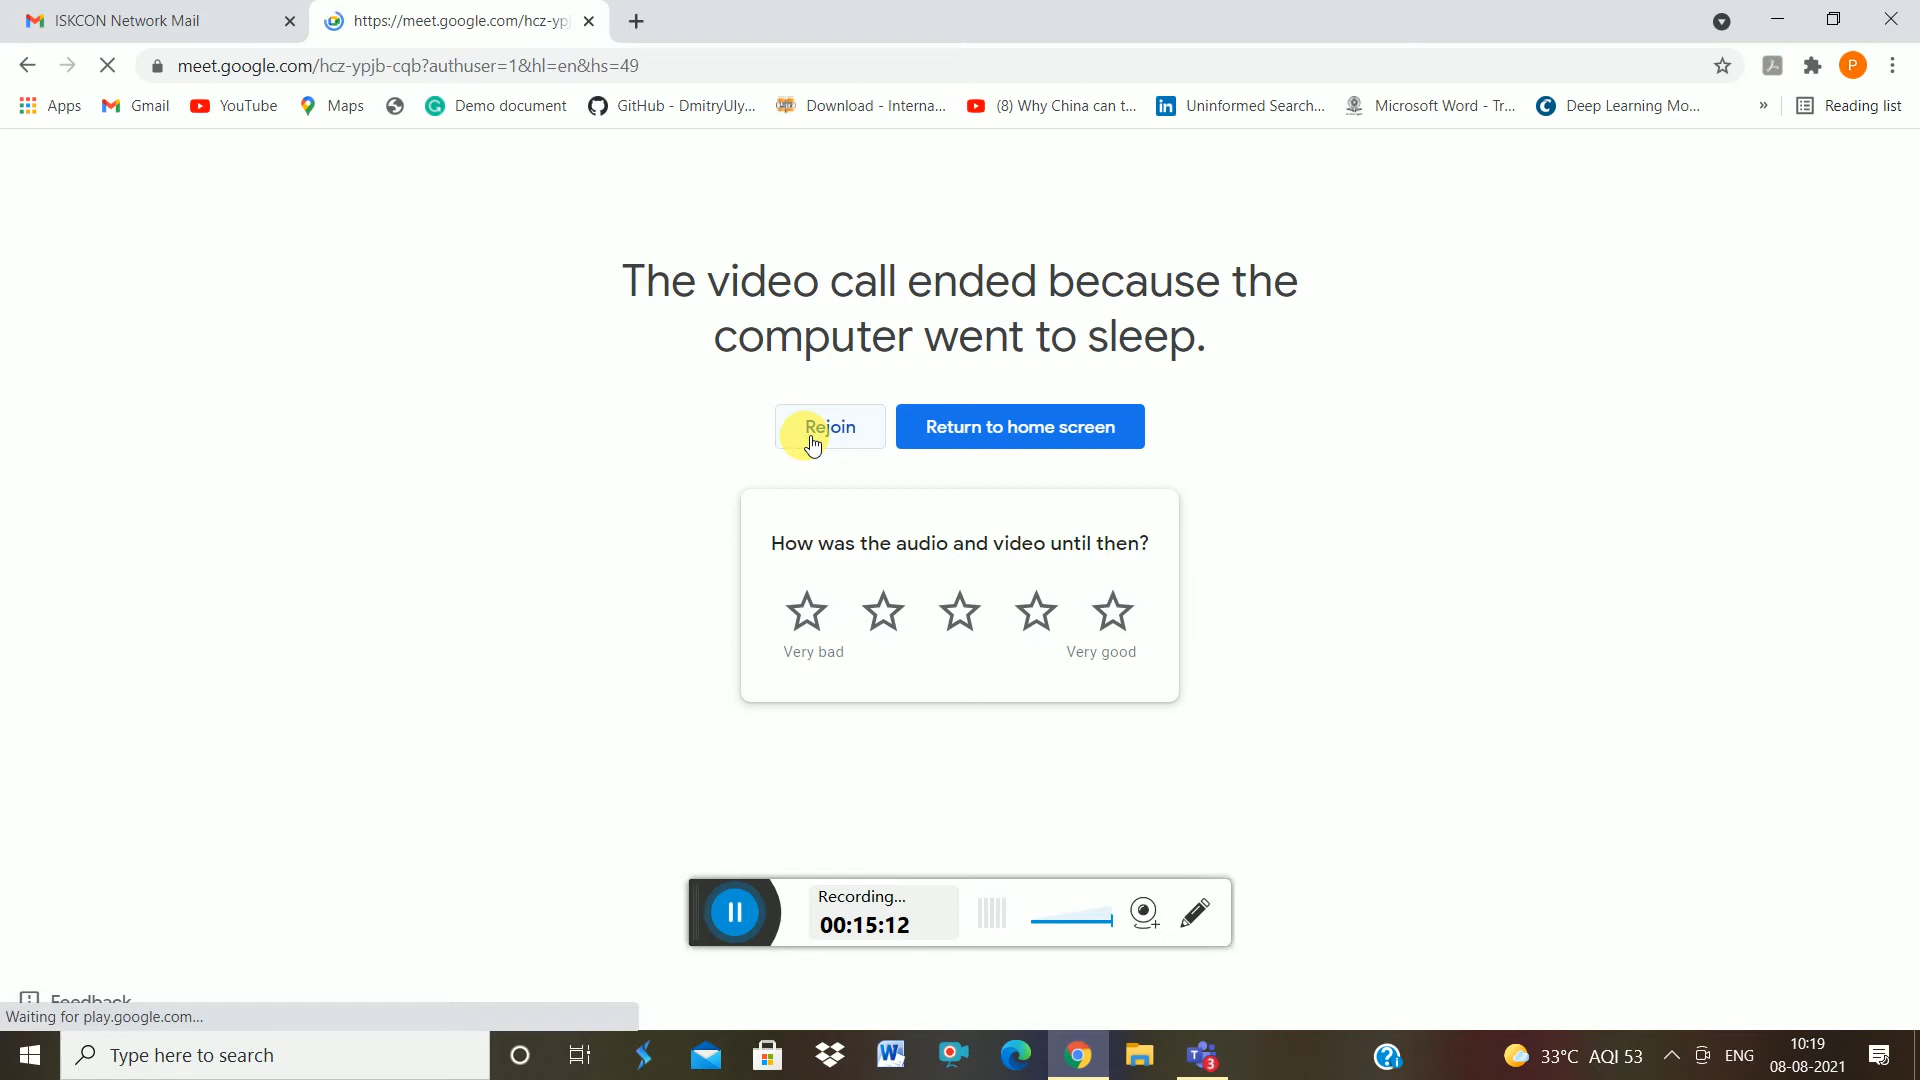 ISKCON Network Mail
https://meet.google.com/hcz-yp
meet.google.com/hcz-ypjb-cqb?authuser=1&hl=en&hs=49
P
Apps
Gmail
YouTube
Maps
Demo document
GitHub - DmitryUly...
Download - Interna...
(8) Why China can t...
Uninformed Search...
Microsoft Word - Tr...
Deep Learning Mo...
»
Reading list
The video call ended because the
computer went to sleep.
Rejoin
Return to home screen
How was the audio and video until then?
Very bad
Very good
Recording...
00:15:12
Feedback
Waiting for play.google.com...
Type here to search
3
33°C AQI 53
ENG
10:19
08-08-2021